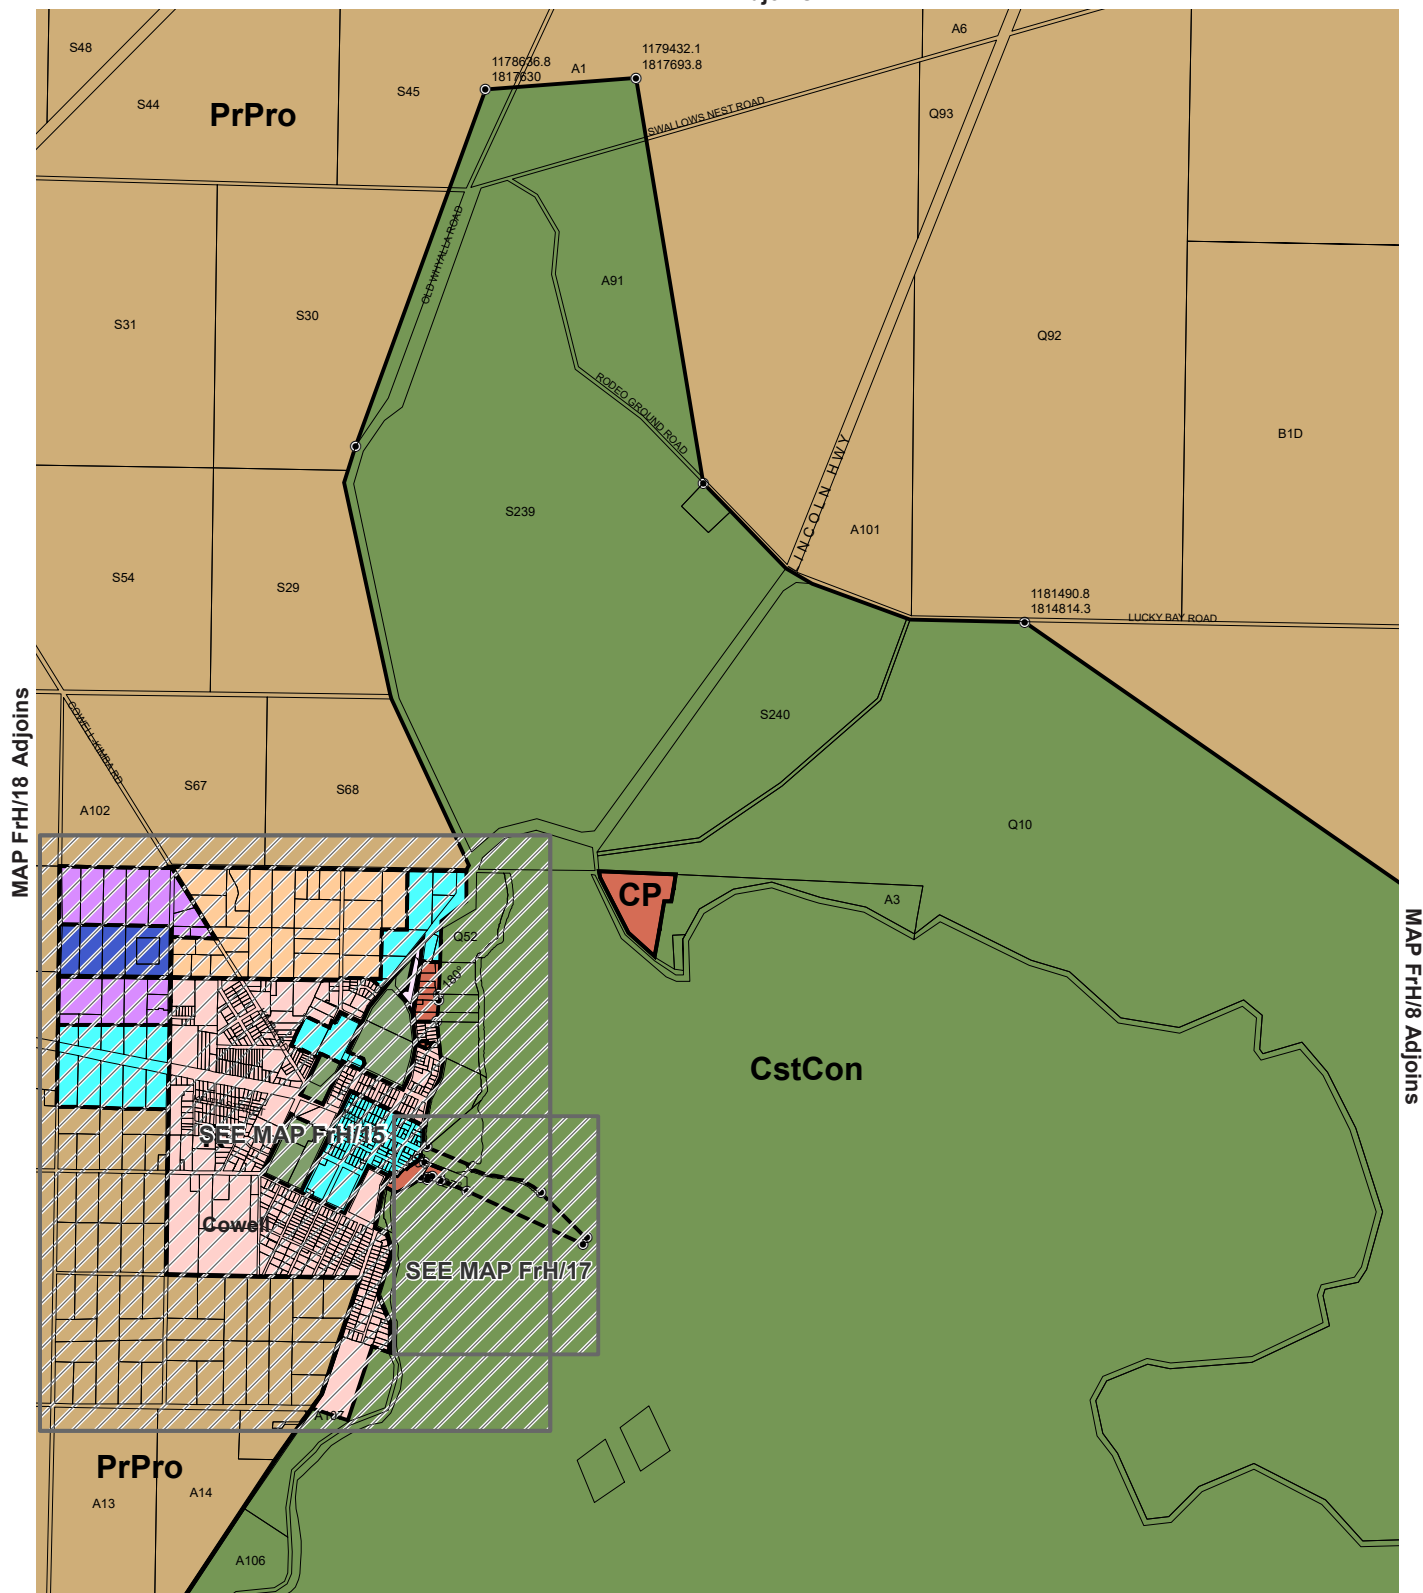 S48
1178636.8
1817630
A1
1179432.1
1817693.8
A6
S44
PrPro
S45
SWALLOWS NEST ROAD
Q93
OLD WHYALLA ROAD
A91
S31
S30
Q92
RODEO GROUND ROAD
B1D
LINCOLN HWY
S239
A101
S54
S29
1181490.8
1814814.3
LUCKY BAY ROAD
MAP FrH/18 Adjoins
COWELL-KIMBA RD
S240
S67
S68
A102
Q10
CP
A3
Q52
180°
MAP FrH/8 Adjoins
CstCon
SEE MAP FrH/15
Cowell
SEE MAP FrH/17
A107
PrPro
A13
A14
A106